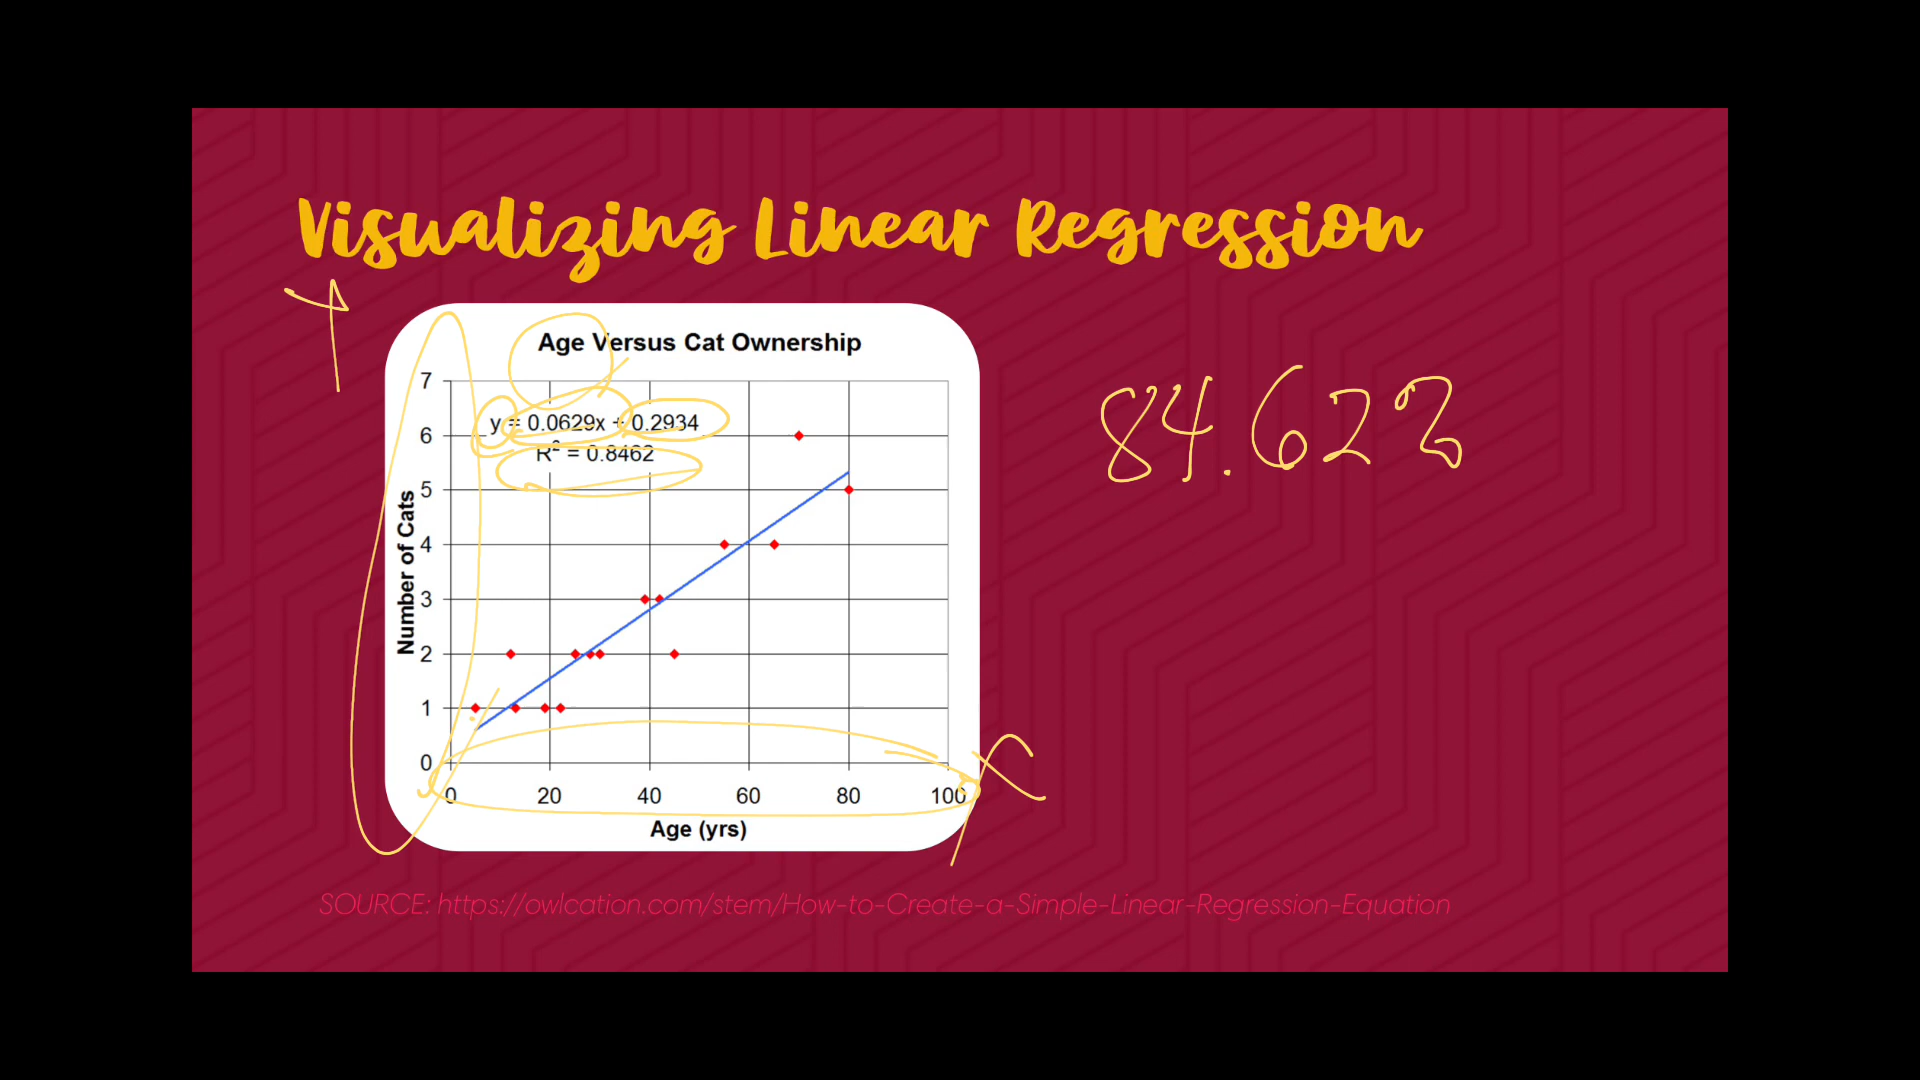 Visualizing Linear Regression
Age Versus Cat Ownership
y = 0.0629x + 0.2934
R² = 0.8462
84.62
Number of Cats
7
6
5
4
3
2
1
0
0 20 40 60 80 100
Age (yrs)
x
SOURCE: https://owlcation.com/stem/How-to-Create-a-Simple-Linear-Regression-Equation